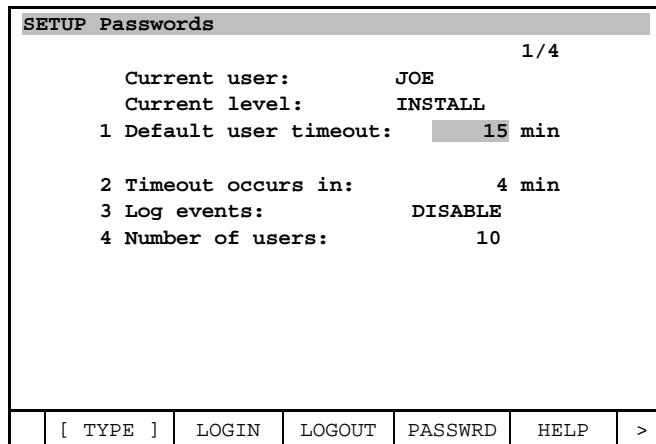 SETUP Passwords
1/4
Current user: JOE
Current level: INSTALL
1 Default user timeout: 15 min
2 Timeout occurs in: 4 min
3 Log events: DISABLE
4 Number of users: 10
[ TYPE ] LOGIN LOGOUT PASSWRD HELP >